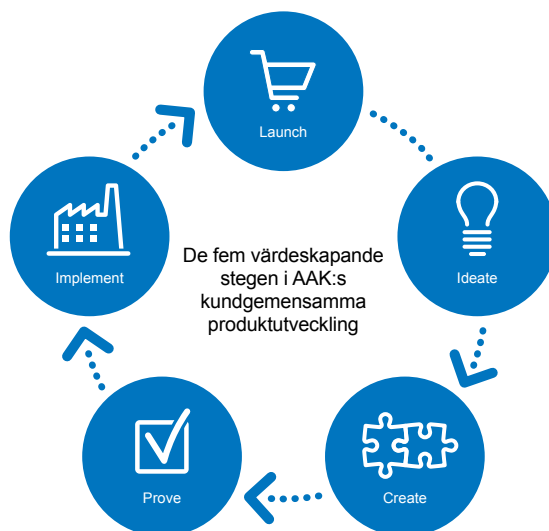 Launch
Ideate
Create
Prove
Implement
De fem värdeskapande
stegen i AAK:s
kundgemensamma
produktutveckling